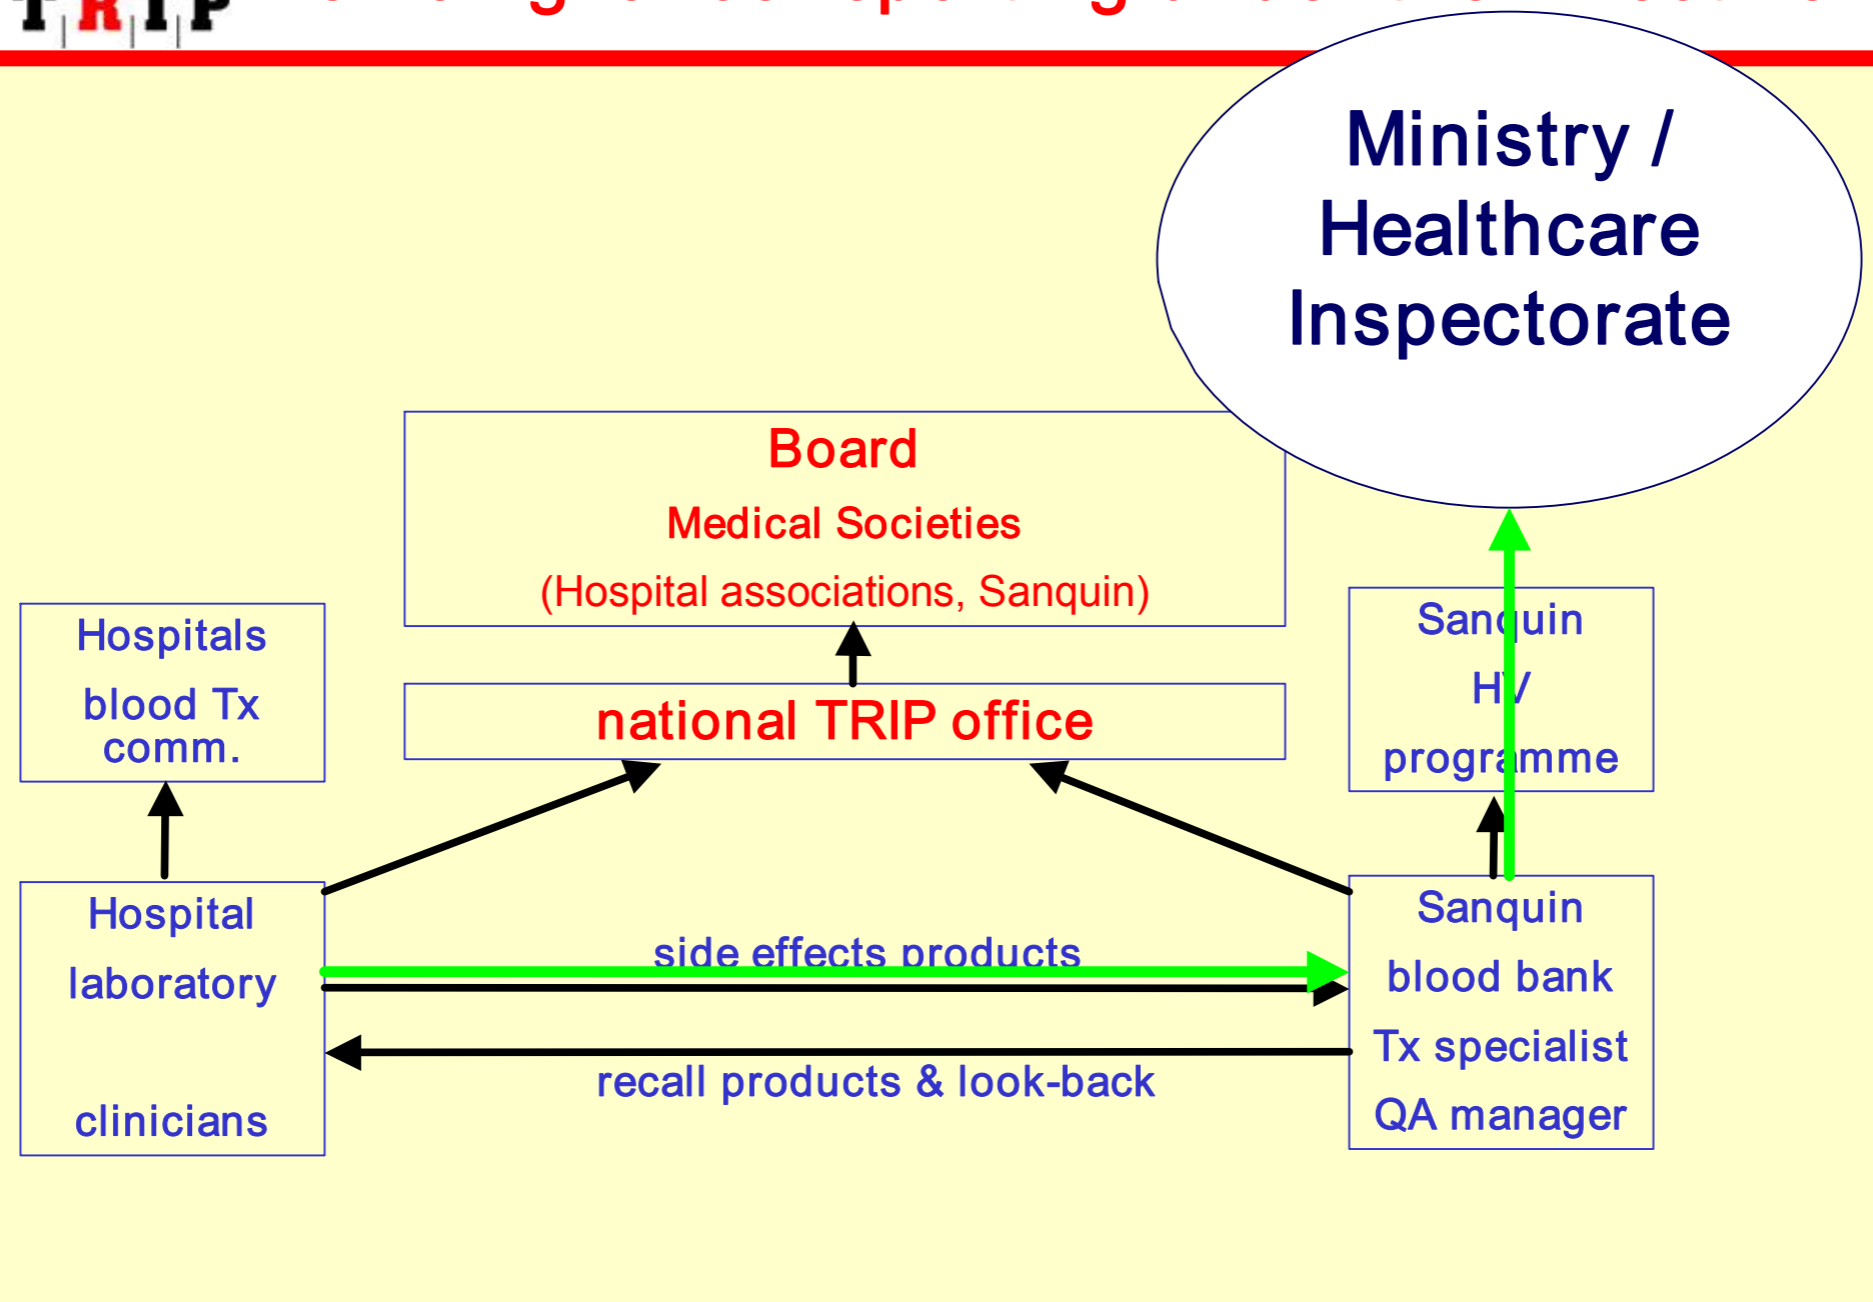 TRIP
Ministry /
Healthcare
Inspectorate
Board
Medical Societies
(Hospital associations, Sanquin)
national TRIP office
Hospitals
blood Tx
comm.
Sanquin
HV
programme
Hospital
laboratory
clinicians
side effects products
recall products & look-back
Sanquin
blood bank
Tx specialist
QA manager